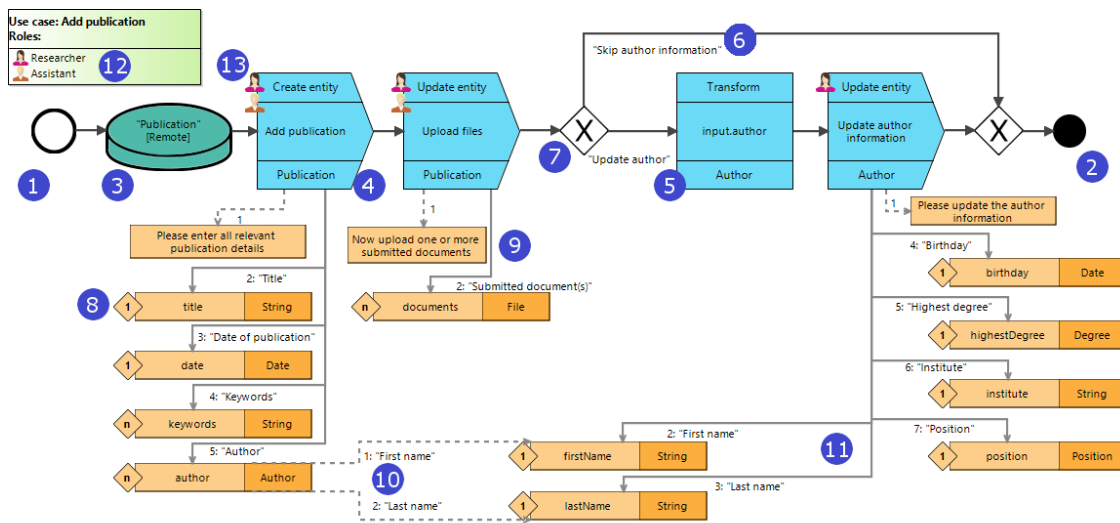 Use case: Add publication
Roles:
Researcher
Assistant
12
13
6
"Skip author information"
Create entity
Add publication
Publication
Update entity
Upload files
Publication
Transform
input.author
Author
Update entity
Update author
information
Author
"Publication"
[Remote]
X
X
"Update author"
1
3
4
7
5
2
1
Please enter all relevant
publication details
1
Now upload one or more
submitted documents
9
1
Please update the author
information
2: "Title"
8
1
title
String
2: "Submitted document(s)"
n
documents
File
4: "Birthday"
1
birthday
Date
3: "Date of publication"
1
date
Date
5: "Highest degree"
1
highestDegree
Degree
4: "Keywords"
n
keywords
String
6: "Institute"
1
institute
String
5: "Author"
n
author
Author
1: "First name"
10
2: "Last name"
2: "First name"
11
1
firstName
String
7: "Position"
1
position
Position
3: "Last name"
1
lastName
String